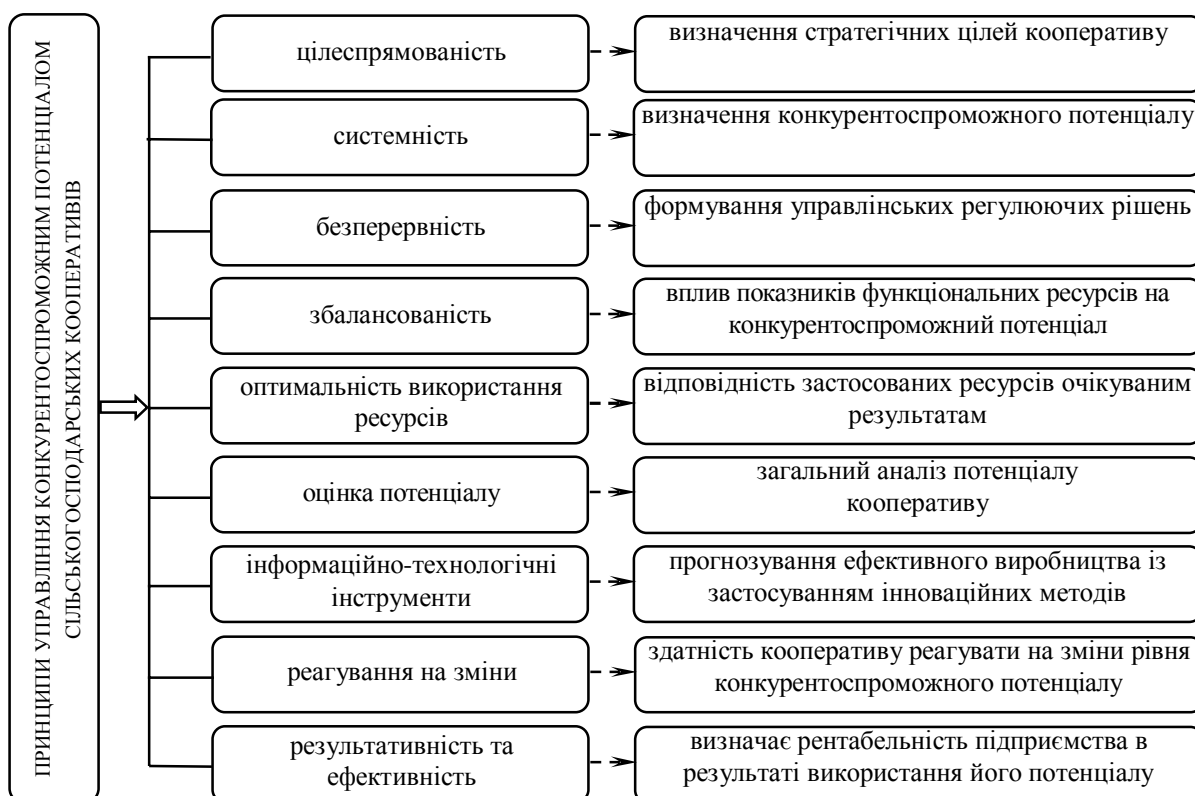 ПРИНЦИПИ УПРАВЛІННЯ КОНКУРЕНТОСПРОМОЖНИМ ПОТЕНЦІАЛОМ
СІЛЬСЬКОГОСПОДАРСЬКИХ КООПЕРАТИВІВ
цілеспрямованість
визначення стратегічних цілей кооперативу
системність
визначення конкурентоспроможного потенціалу
безперервність
формування управлінських регулюючих рішень
збалансованість
вплив показників функціональних ресурсів на
конкурентоспроможний потенціал
оптимальність використання
ресурсів
відповідність застосованих ресурсів очікуваним
результатам
оцінка потенціалу
загальний аналіз потенціалу
кооперативу
інформаційно-технологічні
інструменти
прогнозування ефективного виробництва із
застосуванням інноваційних методів
реагування на зміни
здатність кооперативу реагувати на зміни рівня
конкурентоспроможного потенціалу
результативність та
ефективність
визначає рентабельність підприємства в
результаті використання його потенціалу